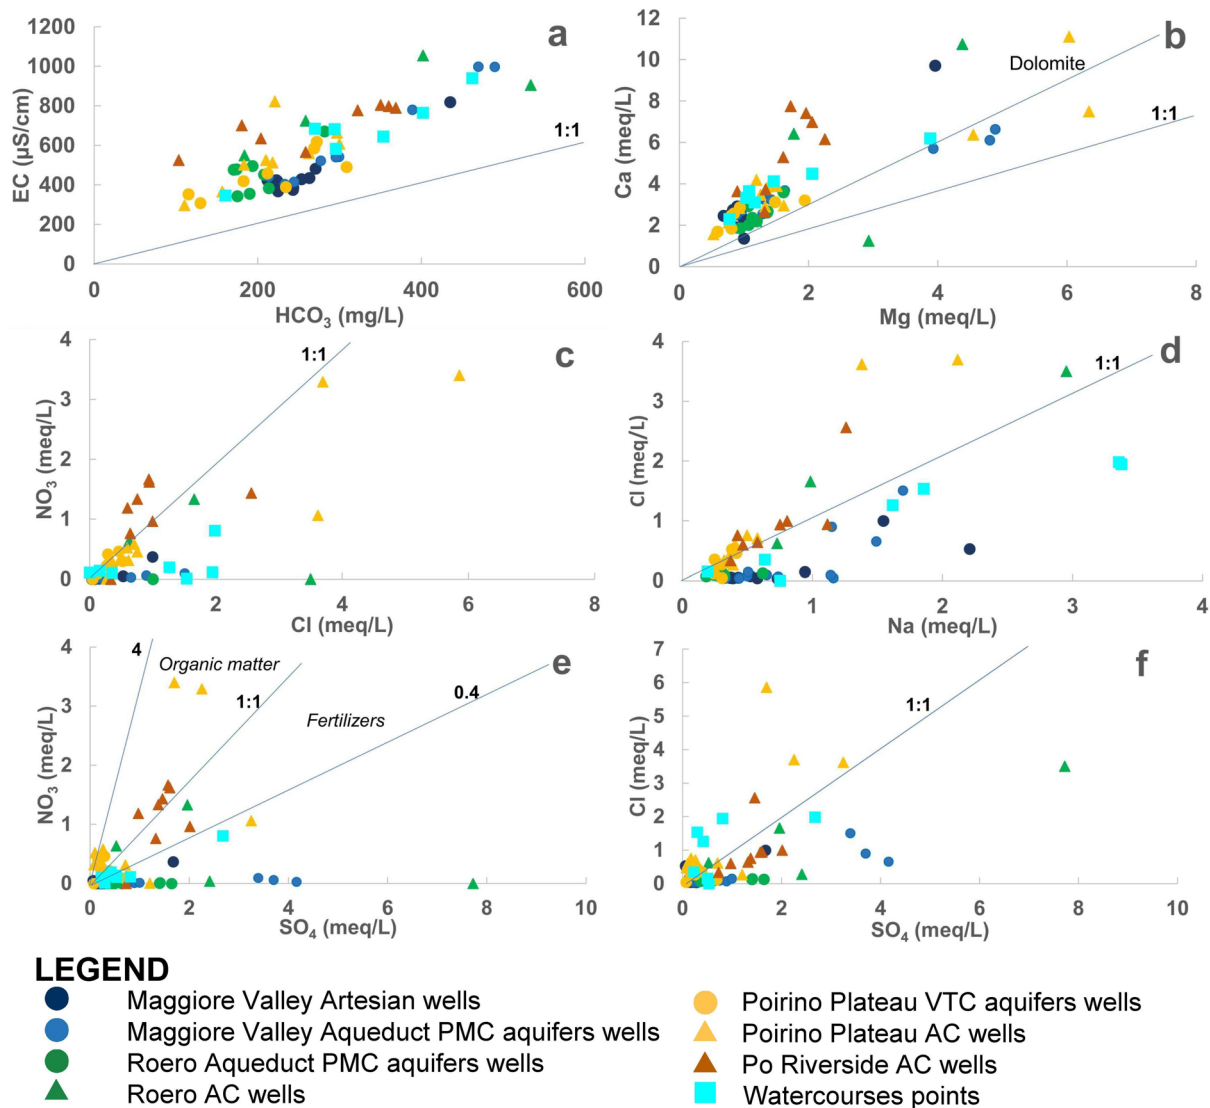 a
EC (µS/cm)
1200
1000
800
600
400
200
0
1:1
0
200
400
600
HCO₃ (mg/L)
b
Ca (meq/L)
12
10
8
6
4
2
0
Dolomite
1:1
0
2
4
6
8
Mg (meq/L)
c
NO₃ (meq/L)
4
3
2
1
0
1:1
0
2
4
6
8
Cl (meq/L)
d
Cl (meq/L)
4
3
2
1
0
1:1
0
1
2
3
4
Na (meq/L)
e
NO₃ (meq/L)
4
3
2
1
0
4
Organic matter
1:1
0.4
Fertilizers
0
2
4
6
8
10
SO₄ (meq/L)
f
Cl (meq/L)
7
6
5
4
3
2
1
0
1:1
0
2
4
6
8
10
SO₄ (meq/L)
LEGEND
Maggiore Valley Artesian wells
Maggiore Valley Aqueduct PMC aquifers wells
Roero Aqueduct PMC aquifers wells
Roero AC wells
Poirino Plateau VTC aquifers wells
Poirino Plateau AC wells
Po Riverside AC wells
Watercourses points